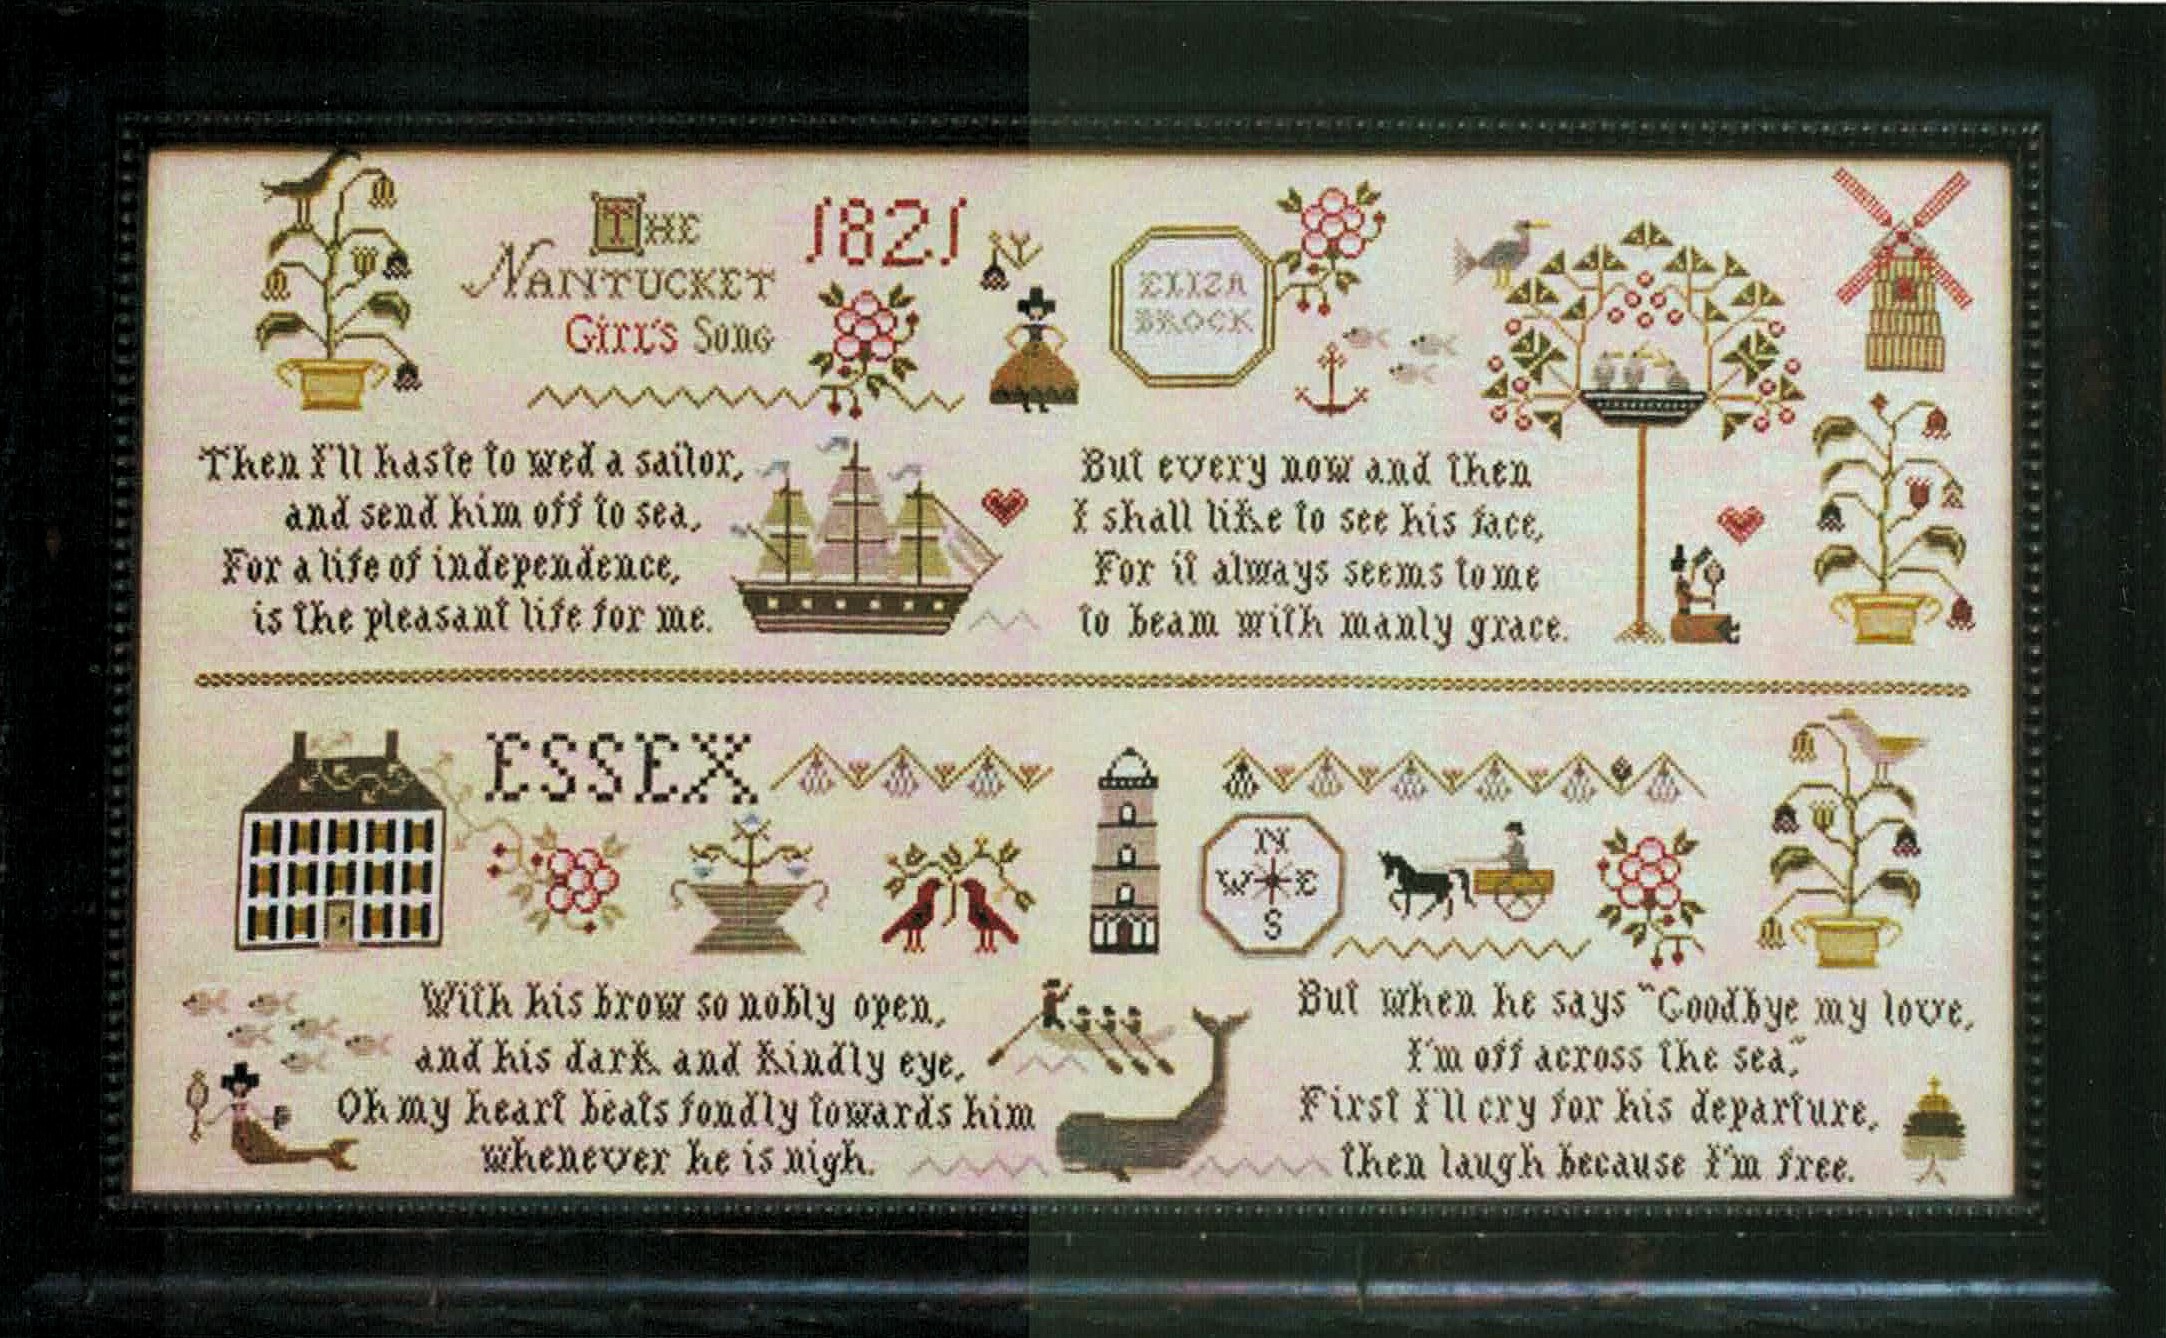 THE
NANTUCKET
Girl's Song
1821
ELIZA
BROCK
Then I'll haste to wed a sailor,
and send him off to sea,
For a life of independence,
is the pleasant life for me.
But every now and then
I shall like to see his face,
For it always seems to me
to beam with manly grace.
ESSEX
N
W E
S
With his brow so nobly open,
and his dark and kindly eye,
Oh my heart beats fondly towards him
whenever he is nigh.
But when he says "Goodbye my love,
I'm off across the sea,"
First I'll cry for his departure,
then laugh because I'm free.